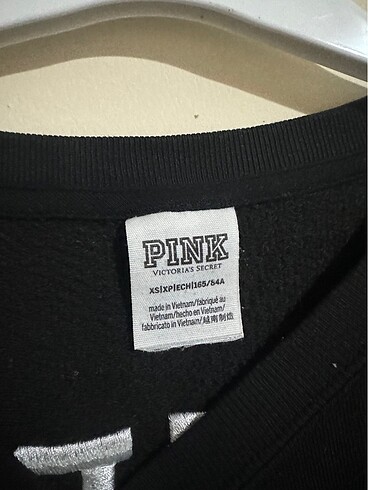 PINK
VICTORIA'S SECRET
XS|XP|ECH|165/84A
made in Vietnam/fabriqué au
Vietnam/hecho en Vietnam/
fabbricato in Vietnam/越南制造